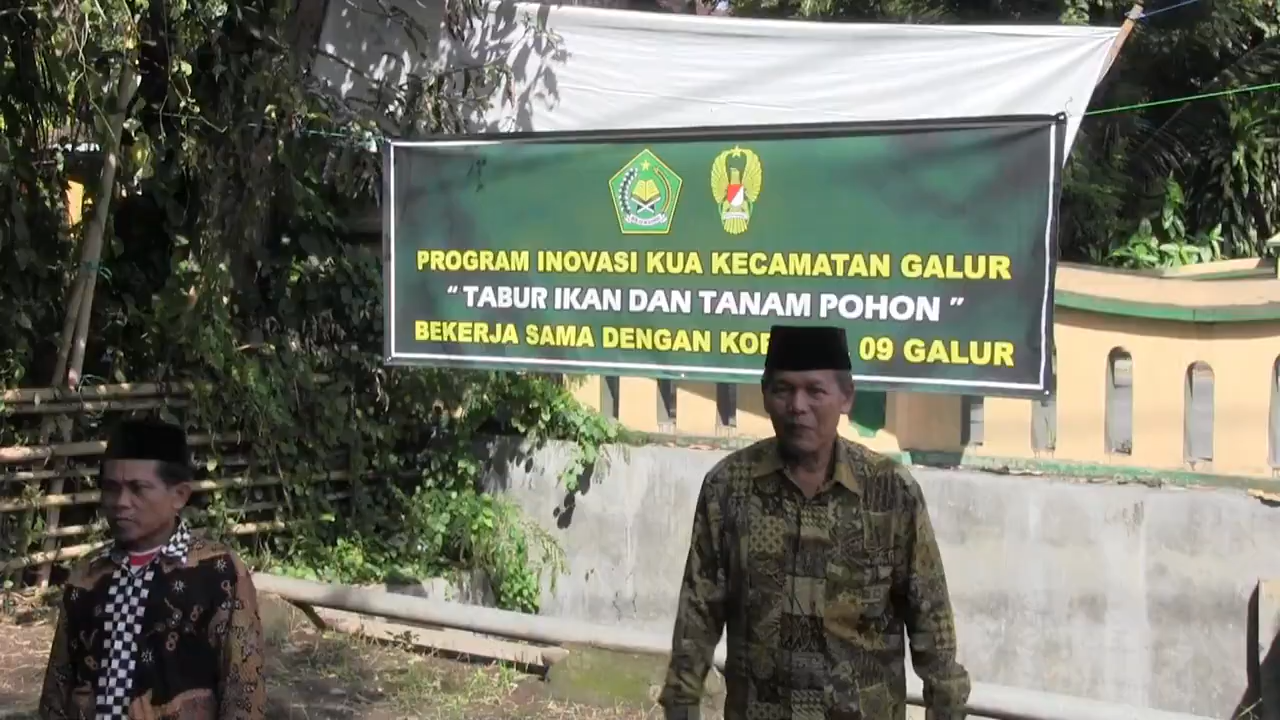 PROGRAM INOVASI KUA KECAMATAN GALUR
“ TABUR IKAN DAN TANAM POHON ”
BEKERJA SAMA DENGAN 09 GALUR